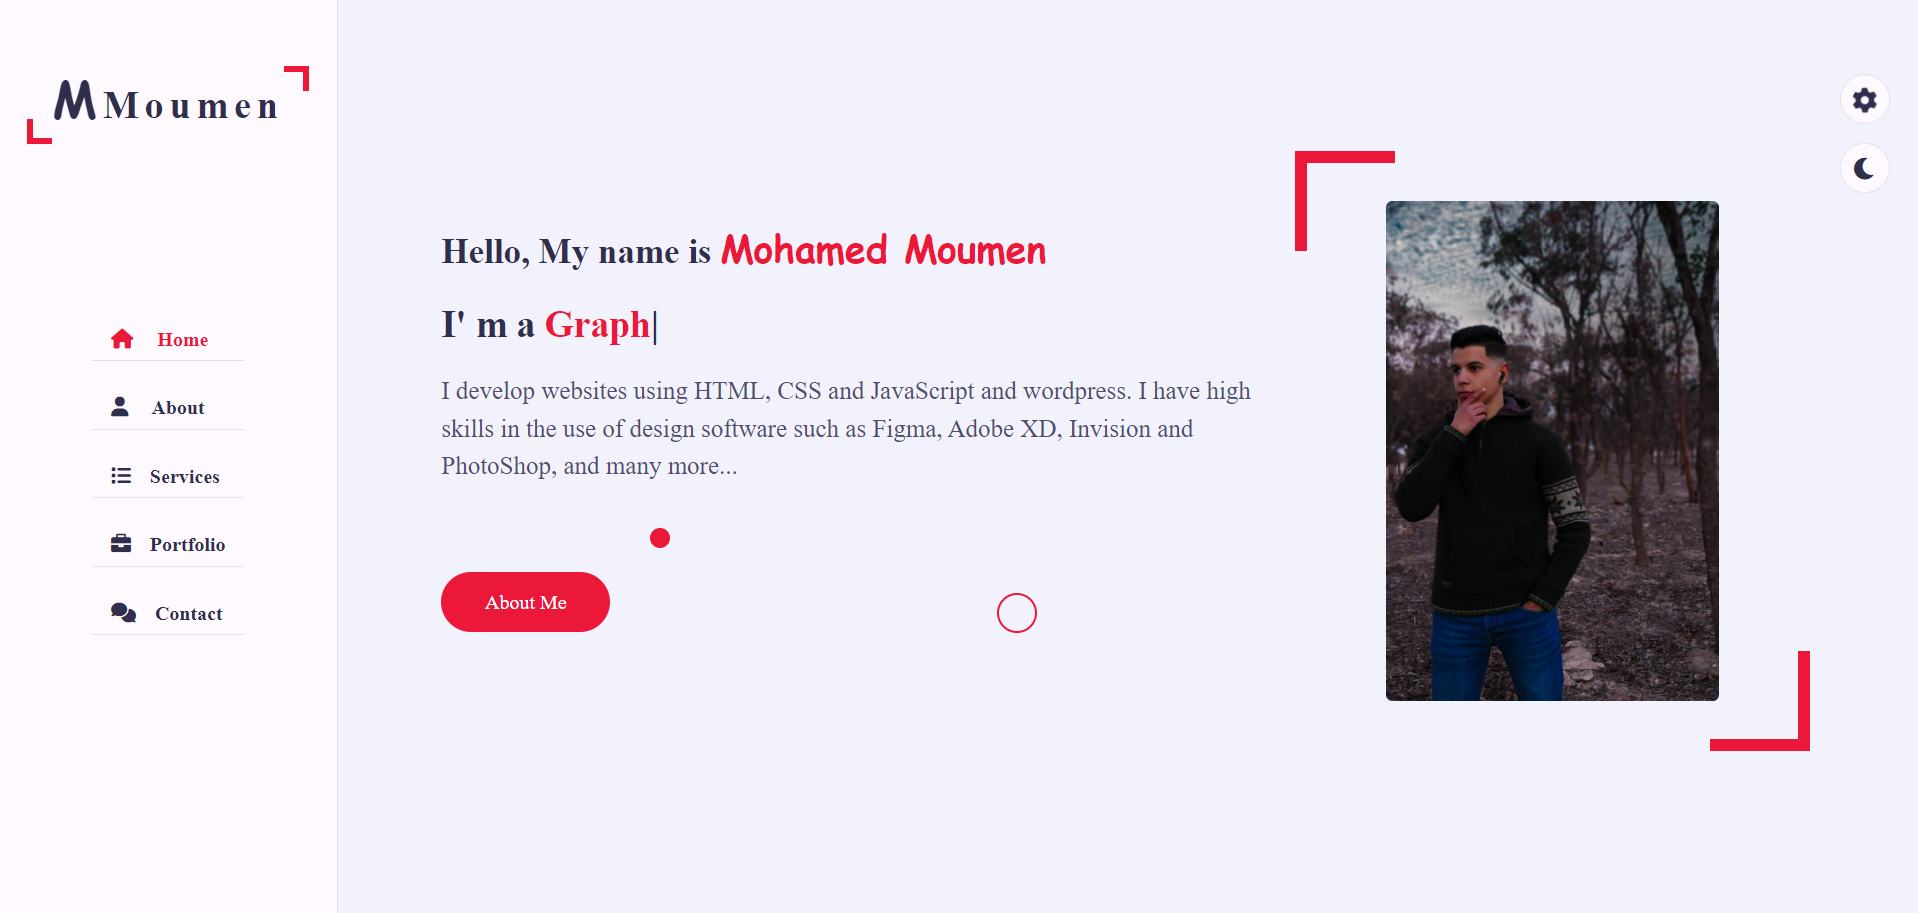 M Moumen
Home
About
Services
Portfolio
Contact
Hello, My name is Mohamed Moumen
I' m a Graph|
I develop websites using HTML, CSS and JavaScript and wordpress. I have high
skills in the use of design software such as Figma, Adobe XD, Invision and
PhotoShop, and many more...
About Me